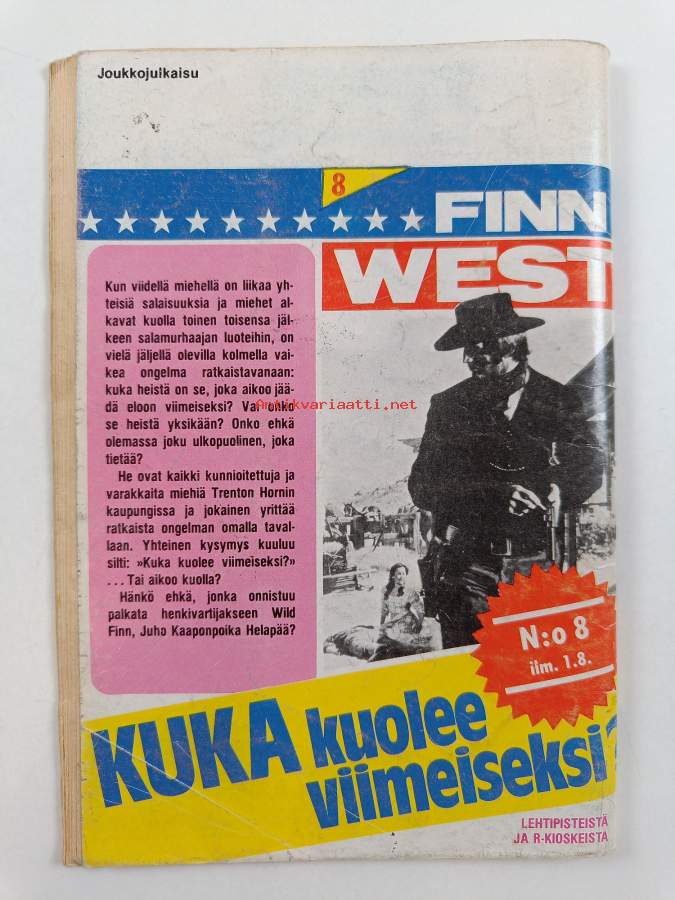 Joukkojulkaisu
8
FINN
WEST
Kun viidellä miehellä on liikaa yh-
teisiä salaisuuksia ja miehet al-
kavat kuolla toinen toisensa jäl-
keen salamurhaajan luoteihin, on
vielä jäljellä olevilla kolmella vai-
kea ongelma ratkaistavanaan:
kuka heistä on se, joka aikoo jää-
dä eloon viimeiseksi? Vai onko
se heistä yksikään? Onko ehkä
olemassa joku ulkopuolinen, joka
tietää?
He ovat kaikki kunnioitettuja ja
varakkaita miehiä Trenton Hornin
kaupungissa ja jokainen yrittää
ratkaista ongelman omalla taval-
laan. Yhteinen kysymys kuuluu
silti: »Kuka kuolee viimeiseksi?»
...Tai aikoo kuolla?
Hänkö ehkä, jonka onnistuu
palkata henkivartijakseen Wild
Finn, Juho Kaaponpoika Helapää?
Antikvariaatti.net
N:o 8
ilm. 1.8.
KUKA kuolee
viimeiseksi?
LEHTIPISTEISTÄ
JA R-KIOSKEISTA